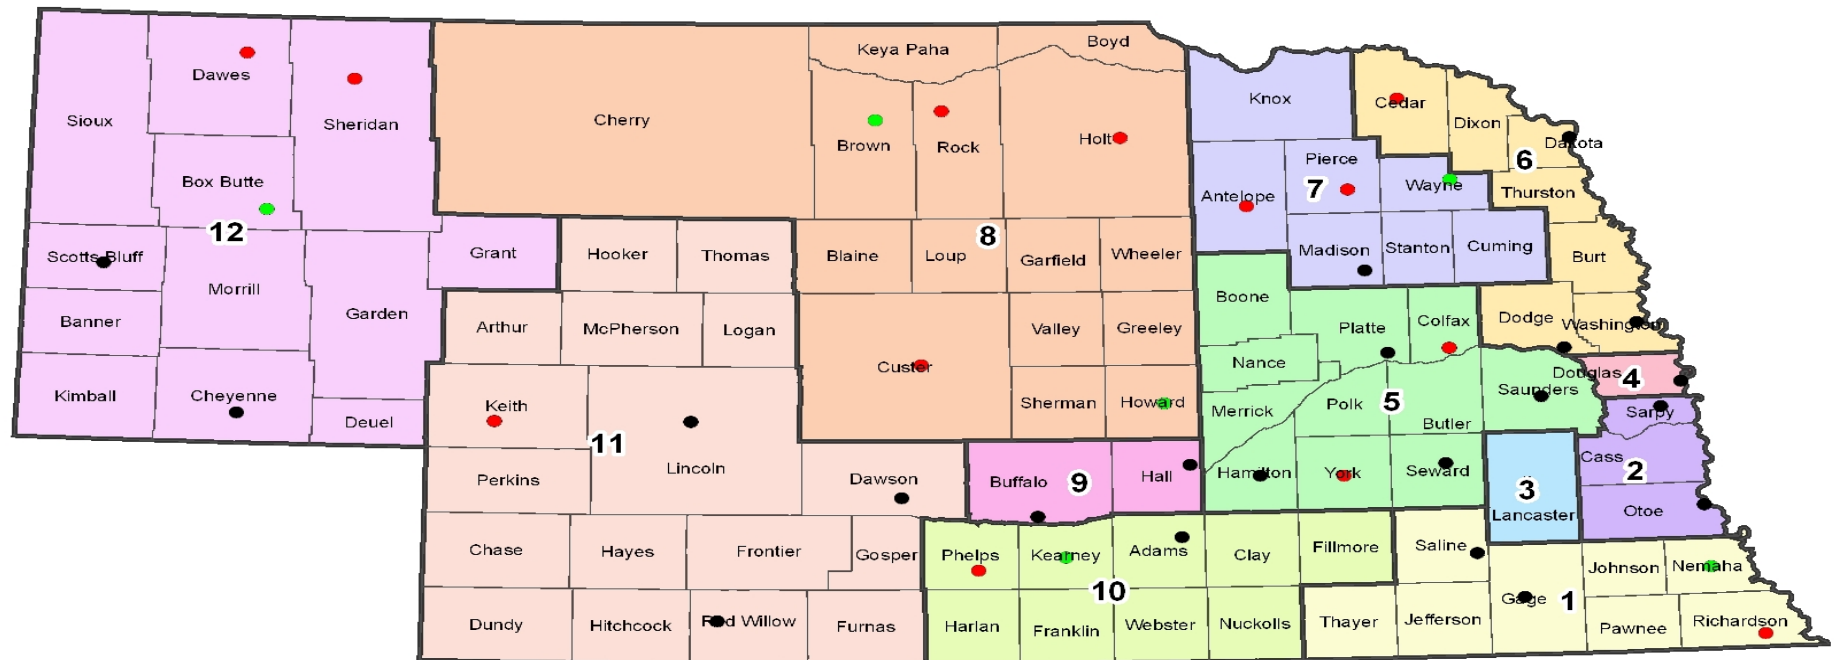 Boyd
Keya Paha
Dawes
Knox
Cedar
Sioux
Sheridan
Cherry
Dixon
Brown
Rock
Holt
Dakota
6
Pierce
Box Butte
7
Wayne
Thurston
Antelope
12
8
Scotts Bluff
Grant
Hooker
Thomas
Blaine
Loup
Garfield
Wheeler
Madison
Stanton
Cuming
Burt
Morrill
Boone
Banner
Garden
Arthur
McPherson
Logan
Valley
Greeley
Platte
Colfax
Dodge
Washington
Nance
Custer
Douglas
4
Kimball
Cheyenne
Keith
Sherman
Howard
Merrick
Polk
5
Saunders
Deuel
Butler
Sarpy
11
Lincoln
Cass
2
Perkins
Dawson
Buffalo
9
Hall
Hamilton
York
Seward
3
Lancaster
Otoe
Chase
Hayes
Frontier
Gosper
Phelps
Kearney
Adams
Clay
Fillmore
Saline
Johnson
Nemaha
10
Gage
1
Dundy
Hitchcock
Red Willow
Furnas
Harlan
Franklin
Webster
Nuckolls
Thayer
Jefferson
Pawnee
Richardson